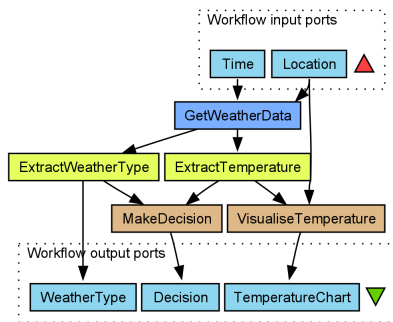 Workflow input ports
Time
Location
GetWeatherData
ExtractWeatherType
ExtractTemperature
MakeDecision
VisualiseTemperature
Workflow output ports
WeatherType
Decision
TemperatureChart